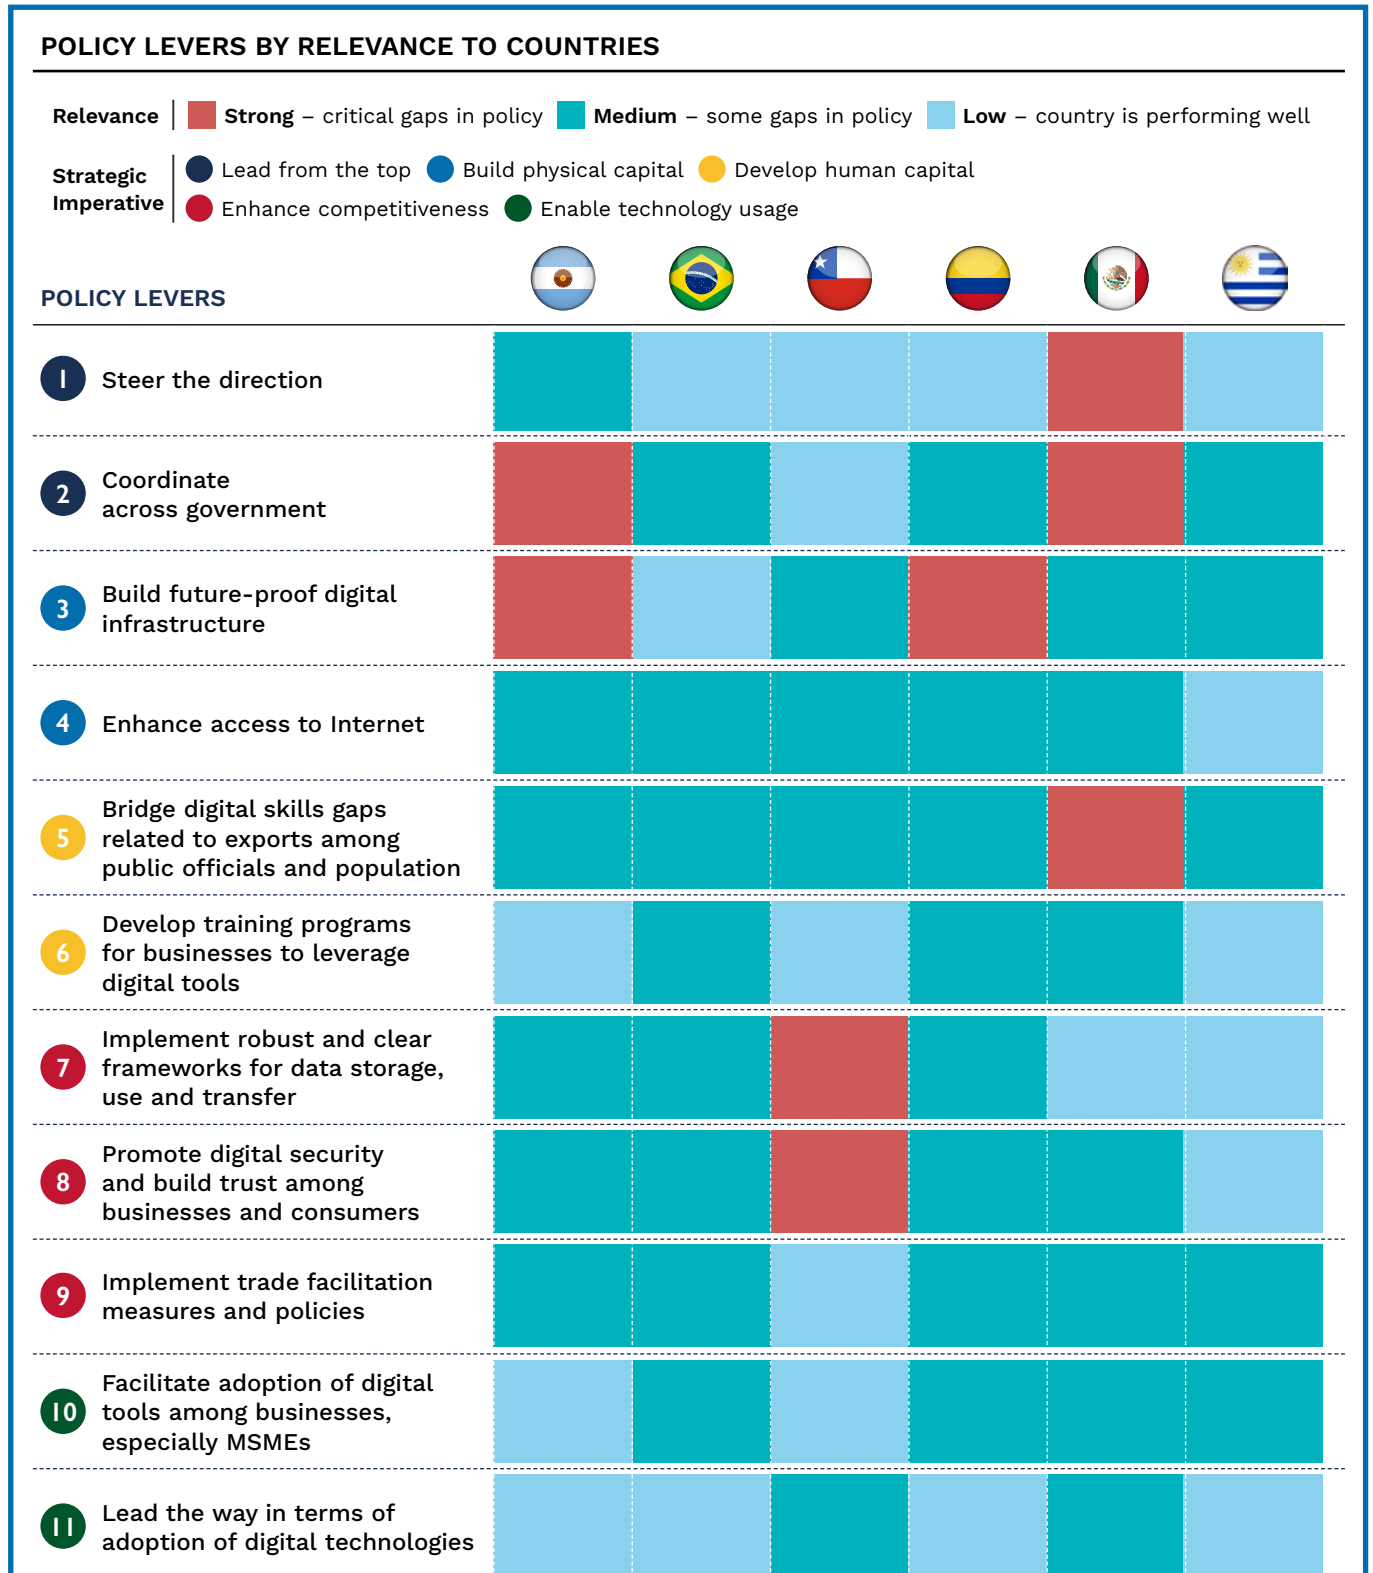 POLICY LEVERS BY RELEVANCE TO COUNTRIES
Relevance Strong – critical gaps in policy Medium – some gaps in policy Low – country is performing well
Strategic Imperative
Lead from the top Build physical capital Develop human capital
Enhance competitiveness Enable technology usage
POLICY LEVERS
1 Steer the direction
2 Coordinate
across government
3 Build future-proof digital
infrastructure
4 Enhance access to Internet
5 Bridge digital skills gaps
related to exports among
public officials and population
6 Develop training programs
for businesses to leverage
digital tools
7 Implement robust and clear
frameworks for data storage,
use and transfer
8 Promote digital security
and build trust among
businesses and consumers
9 Implement trade facilitation
measures and policies
10 Facilitate adoption of digital
tools among businesses,
especially MSMEs
11 Lead the way in terms of
adoption of digital technologies